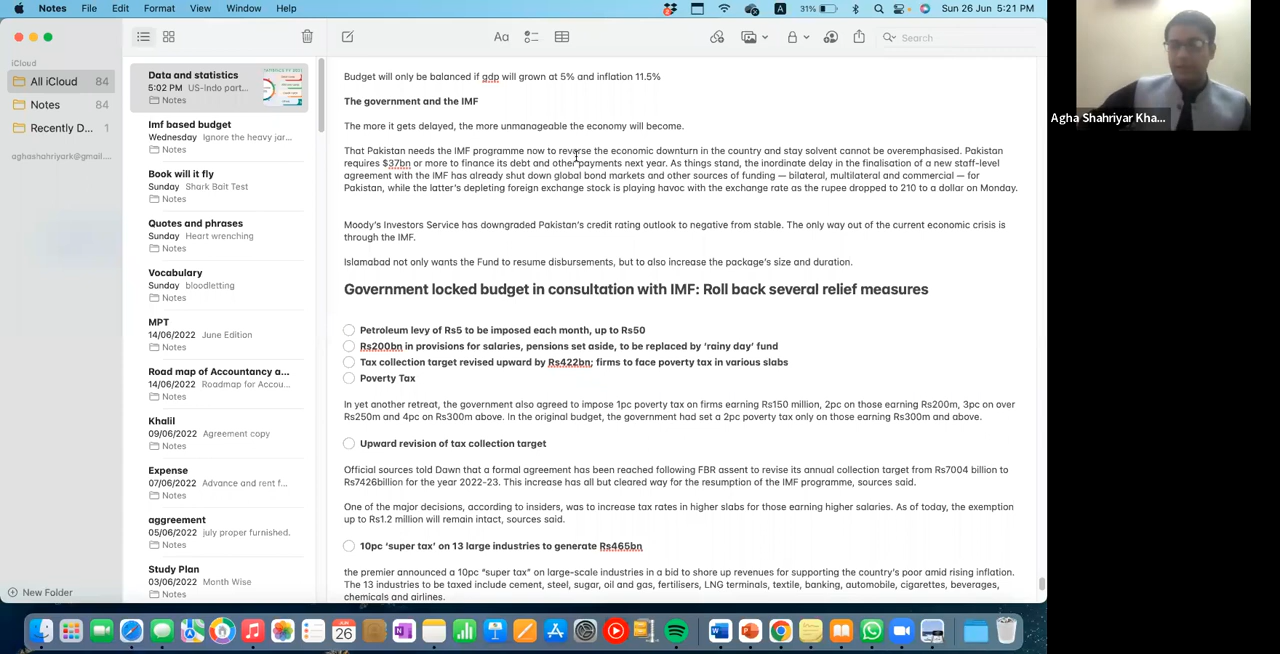 Notes File Edit Format View Window Help
A 31% Sun 26 Jun 5:21 PM
Aa Search
iCloud
All iCloud 84
Notes 84
Recently D...
aghashahriyark@gmail....
New Folder
Data and statistics
5:02 PM US-Indo part...
Notes
Imf based budget
Wednesday Ignore the heavy jar...
Notes
Book will it fly
Sunday Shark Bait Test
Notes
Quotes and phrases
Sunday Heart wrenching
Notes
Vocabulary
Sunday bloodletting
Notes
MPT
14/06/2022 June Edition
Notes
Road map of Accountancy a...
14/06/2022 Roadmap for Accou...
Notes
Khalil
09/06/2022 Agreement copy
Notes
Expense
07/06/2022 Advance and rent f...
Notes
aggreement
05/06/2022 july proper furnished.
Notes
Study Plan
03/06/2022 Month Wise
Notes
Budget will only be balanced if gdp will grown at 5% and inflation 11.5%
The government and the IMF
The more it gets delayed, the more unmanageable the economy will become.
That Pakistan needs the IMF programme now to reverse the economic downturn in the country and stay solvent cannot be overemphasised. Pakistan
requires $37bn or more to finance its debt and other payments next year. As things stand, the inordinate delay in the finalisation of a new staff-level
agreement with the IMF has already shut down global bond markets and other sources of funding — bilateral, multilateral and commercial — for
Pakistan, while the latter's depleting foreign exchange stock is playing havoc with the exchange rate as the rupee dropped to 210 to a dollar on Monday.
Moody's Investors Service has downgraded Pakistan's credit rating outlook to negative from stable. The only way out of the current economic crisis is
through the IMF.
Islamabad not only wants the Fund to resume disbursements, but to also increase the package's size and duration.
Government locked budget in consultation with IMF: Roll back several relief measures
Petroleum levy of Rs5 to be imposed each month, up to Rs50
Rs200bn in provisions for salaries, pensions set aside, to be replaced by 'rainy day' fund
Tax collection target revised upward by Rs422bn; firms to face poverty tax in various slabs
Poverty Tax
In yet another retreat, the government also agreed to impose 1pc poverty tax on firms earning Rs150 million, 2pc on those earning Rs200m, 3pc on over
Rs250m and 4pc on Rs300m above. In the original budget, the government had set a 2pc poverty tax only on those earning Rs300m and above.
Upward revision of tax collection target
Official sources told Dawn that a formal agreement has been reached following FBR assent to revise its annual collection target from Rs7004 billion to
Rs7426billion for the year 2022-23. This increase has all but cleared way for the resumption of the IMF programme, sources said.
One of the major decisions, according to insiders, was to increase tax rates in higher slabs for those earning higher salaries. As of today, the exemption
up to Rs1.2 million will remain intact, sources said.
10pc 'super tax' on 13 large industries to generate Rs465bn
the premier announced a 10pc "super tax" on large-scale industries in a bid to shore up revenues for supporting the country's poor amid rising inflation.
The 13 industries to be taxed include cement, steel, sugar, oil and gas, fertilisers, LNG terminals, textile, banking, automobile, cigarettes, beverages,
chemicals and airlines.
Agha Shahriyar Kha...
JUN
26